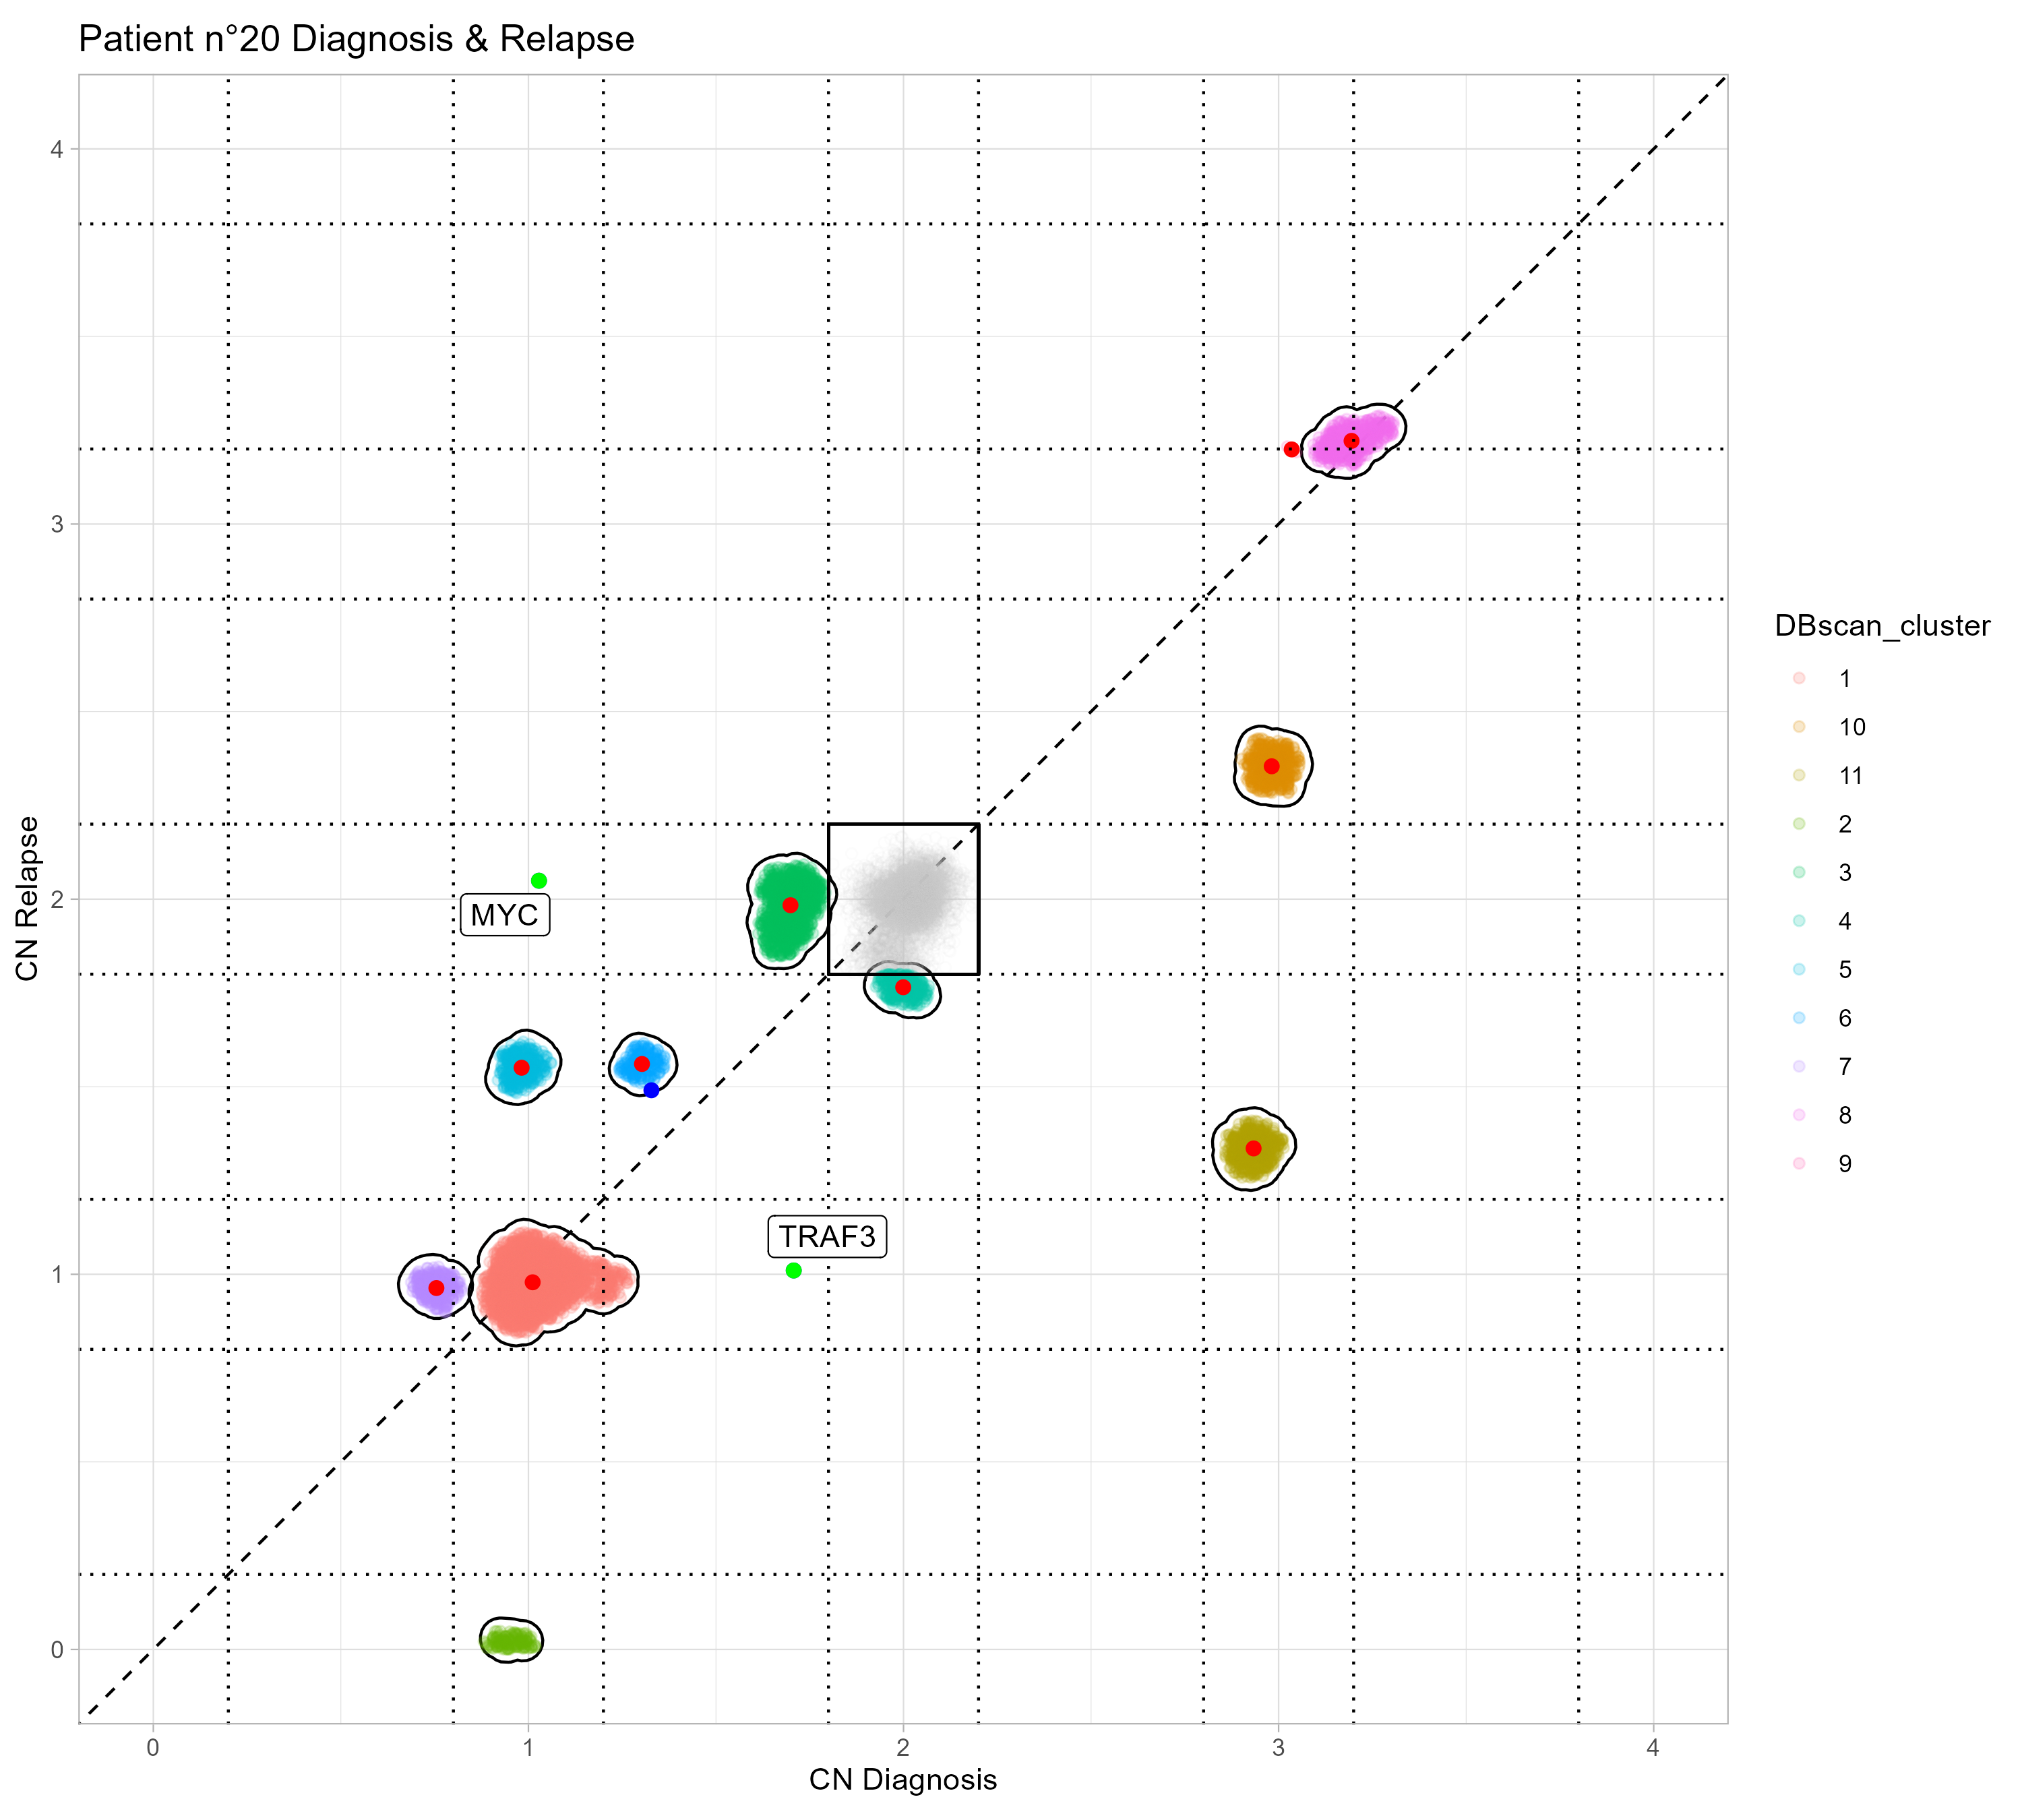 Patient n°20 Diagnosis & Relapse
CN Relapse
4
3
2
1
0
MYC
TRAF3
0 1 2 3 4
CN Diagnosis
DBscan_cluster
1
10
11
2
3
4
5
6
7
8
9